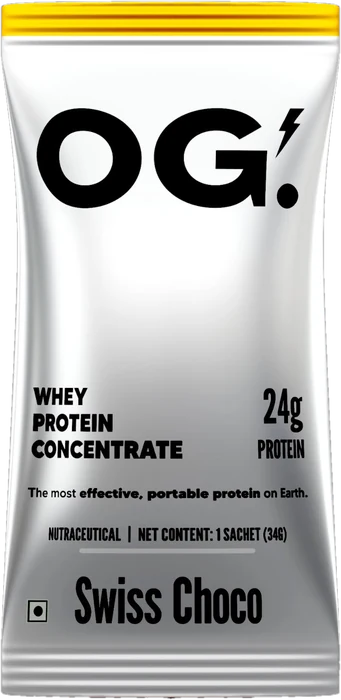 OG!
WHEY
PROTEIN
CONCENTRATE
24g
PROTEIN
The most effective, portable protein on Earth.
NUTRACEUTICAL | NET CONTENT: 1 SACHET (34G)
Swiss Choco